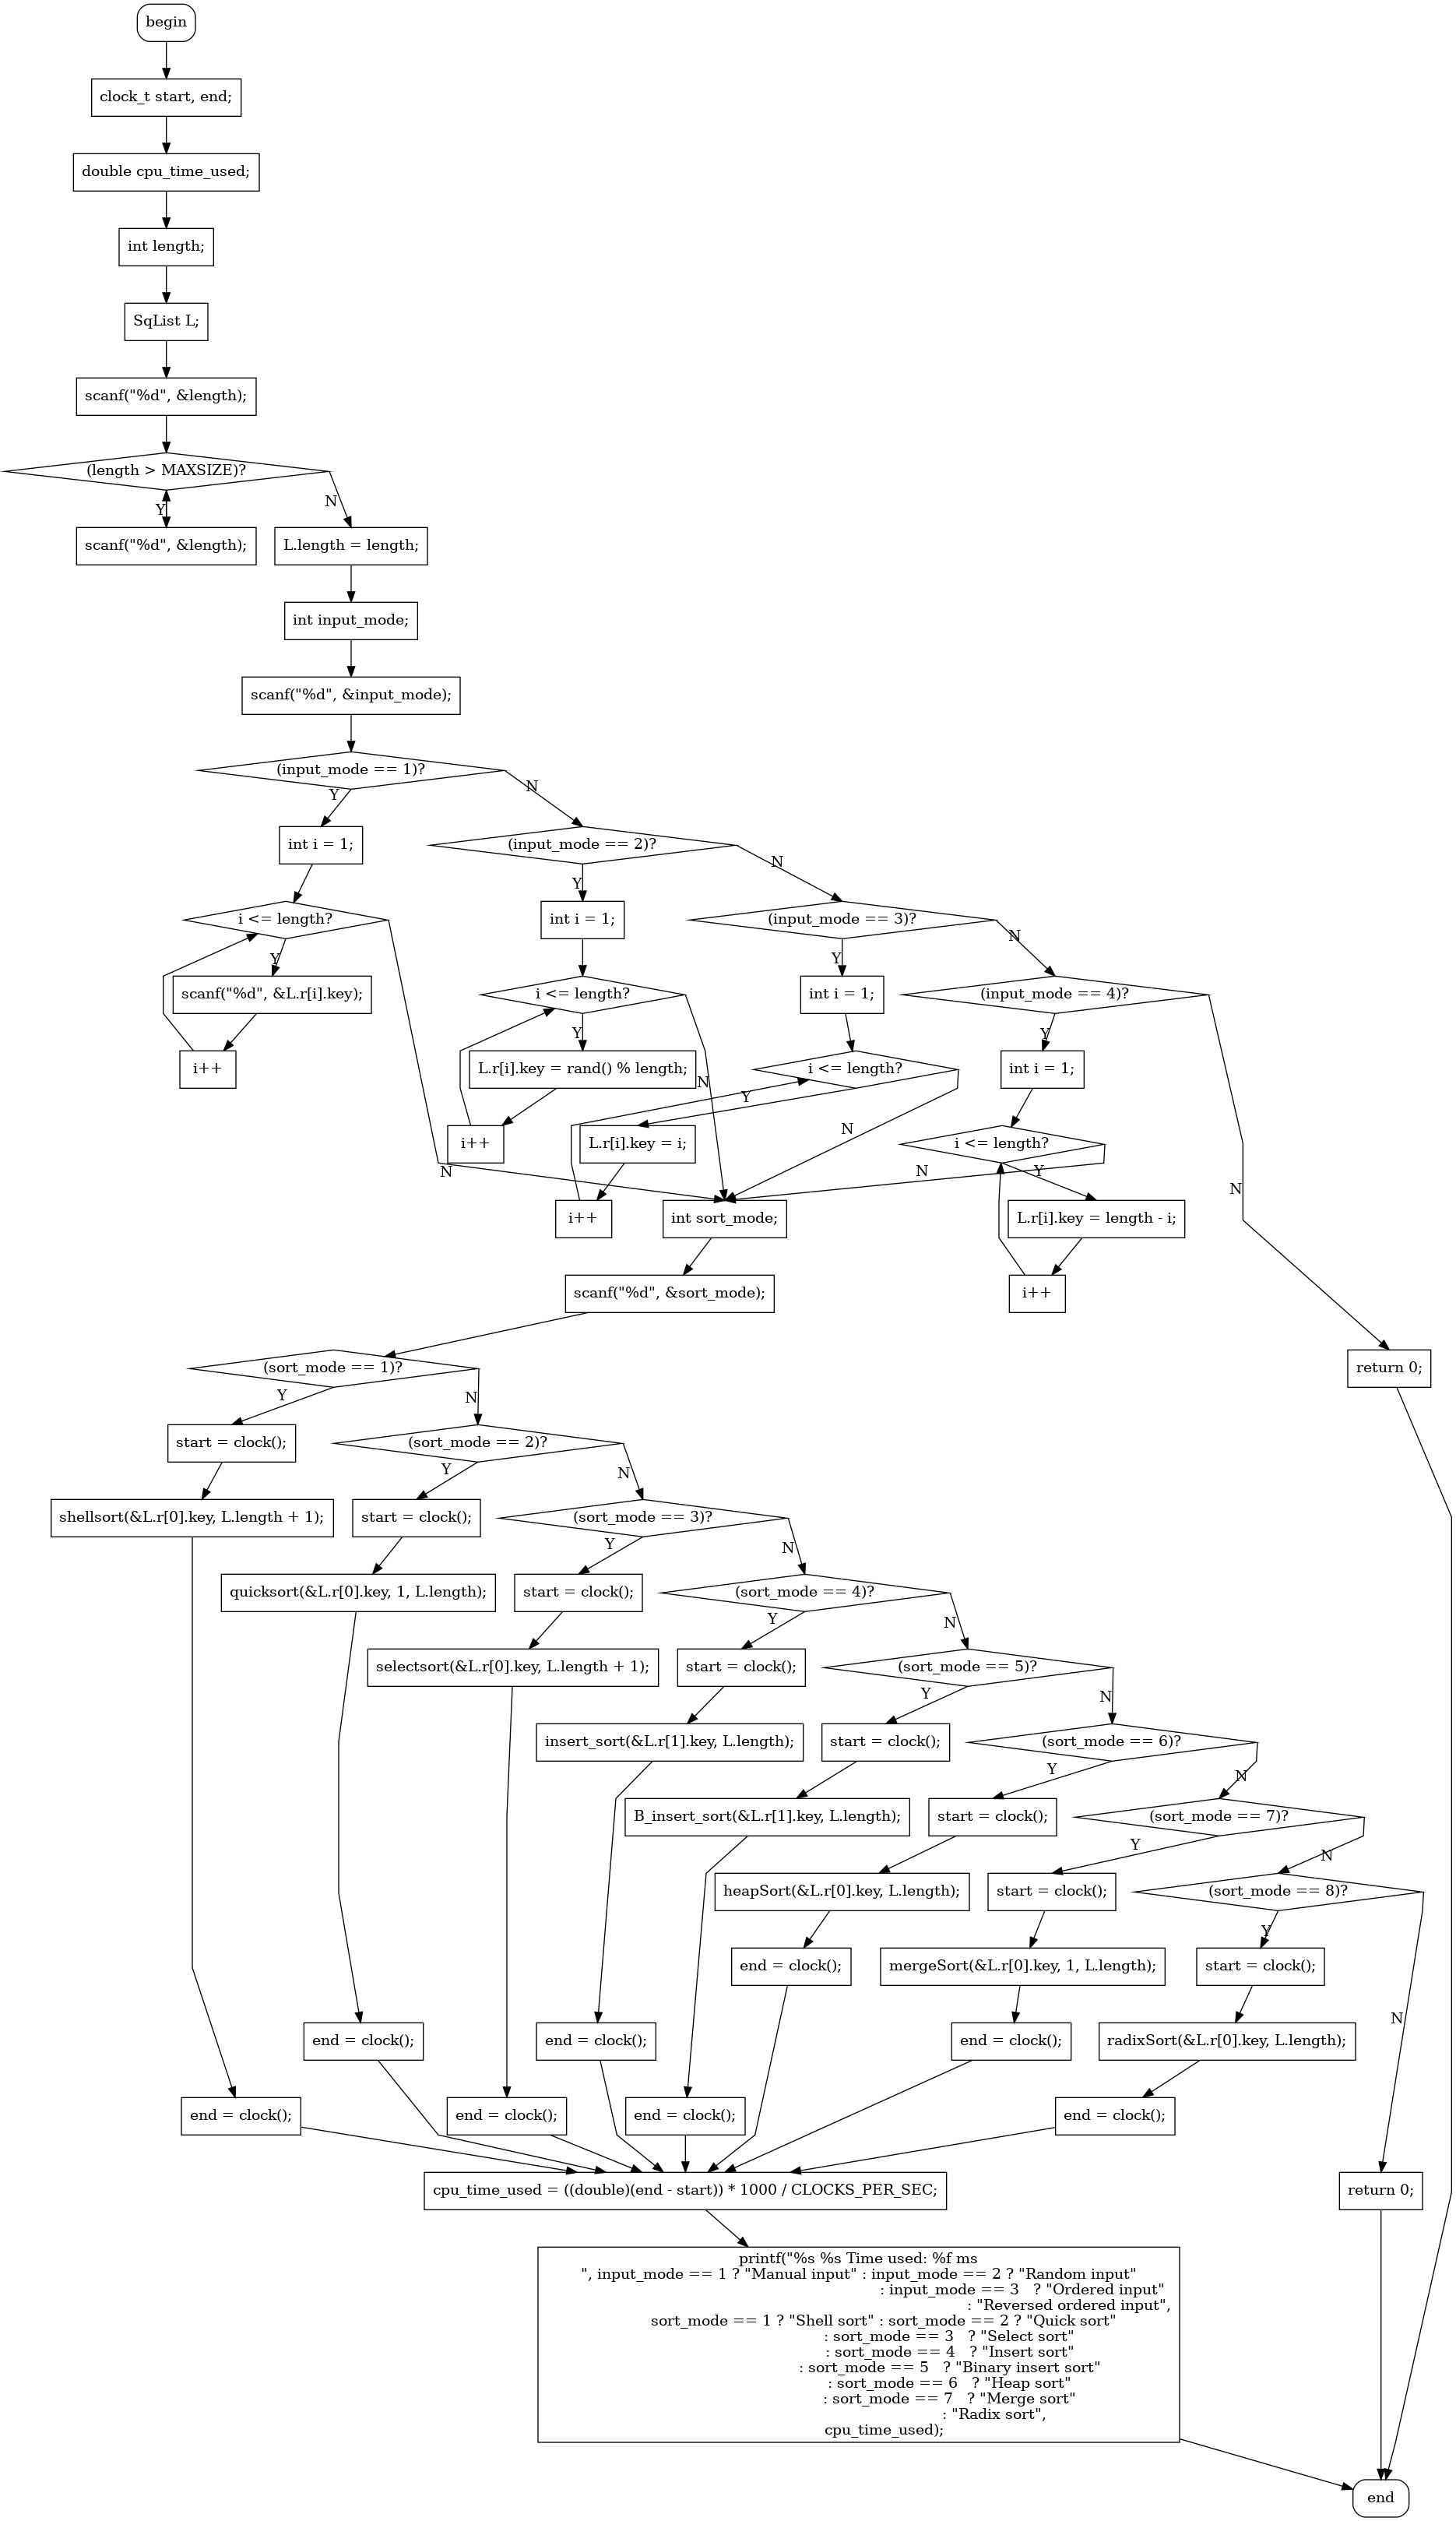 begin
clock_t start, end;
double cpu_time_used;
int length;
SqList L;
scanf("%d", &length);
(length > MAXSIZE)?
Y
N
scanf("%d", &length);
L.length = length;
int input_mode;
scanf("%d", &input_mode);
(input_mode == 1)?
Y
N
int i = 1;
(input_mode == 2)?
Y
N
i <= length?
int i = 1;
(input_mode == 3)?
Y
Y
N
scanf("%d", &L.r[i].key);
i <= length?
int i = 1;
(input_mode == 4)?
Y
Y
i++
L.r[i].key = rand() % length;
i <= length?
int i = 1;
N
Y
N
i++
L.r[i].key = i;
i <= length?
N
N
Y
N
i++
int sort_mode;
L.r[i].key = length - i;
scanf("%d", &sort_mode);
i++
(sort_mode == 1)?
return 0;
Y
N
start = clock();
(sort_mode == 2)?
Y
N
shellsort(&L.r[0].key, L.length + 1);
start = clock();
(sort_mode == 3)?
Y
N
quicksort(&L.r[0].key, 1, L.length);
start = clock();
(sort_mode == 4)?
Y
N
selectsort(&L.r[0].key, L.length + 1);
start = clock();
(sort_mode == 5)?
Y
N
insert_sort(&L.r[1].key, L.length);
start = clock();
(sort_mode == 6)?
Y
N
B_insert_sort(&L.r[1].key, L.length);
start = clock();
(sort_mode == 7)?
Y
N
heapSort(&L.r[0].key, L.length);
start = clock();
(sort_mode == 8)?
Y
end = clock();
mergeSort(&L.r[0].key, 1, L.length);
start = clock();
N
end = clock();
end = clock();
end = clock();
radixSort(&L.r[0].key, L.length);
end = clock();
end = clock();
end = clock();
end = clock();
cpu_time_used = ((double)(end - start)) * 1000 / CLOCKS_PER_SEC;
return 0;
printf("%s %s Time used: %f ms
", input_mode == 1 ? "Manual input" : input_mode == 2 ? "Random input"
: input_mode == 3 ? "Ordered input"
: "Reversed ordered input",
sort_mode == 1 ? "Shell sort" : sort_mode == 2 ? "Quick sort"
: sort_mode == 3 ? "Select sort"
: sort_mode == 4 ? "Insert sort"
: sort_mode == 5 ? "Binary insert sort"
: sort_mode == 6 ? "Heap sort"
: sort_mode == 7 ? "Merge sort"
: "Radix sort",
cpu_time_used);
end